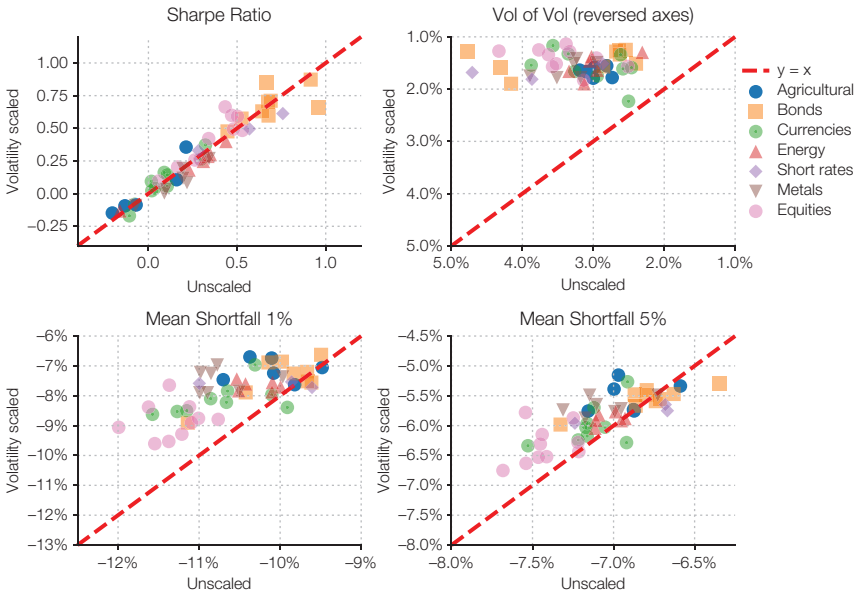 Sharpe Ratio
Vol of Vol (reversed axes)
1.00
0.75
0.50
0.25
0.00
−0.25
Volatility scaled
0.0
0.5
1.0
Unscaled
1.0%
2.0%
3.0%
4.0%
5.0%
Volatility scaled
5.0%
4.0%
3.0%
2.0%
1.0%
Unscaled
y = x
Agricultural
Bonds
Currencies
Energy
Short rates
Metals
Equities
Mean Shortfall 1%
Mean Shortfall 5%
−6%
−7%
−8%
−9%
−10%
−11%
−12%
−13%
Volatility scaled
−12%
−11%
−10%
−9%
Unscaled
−4.5%
−5.0%
−5.5%
−6.0%
−6.5%
−7.0%
−7.5%
−8.0%
Volatility scaled
−8.0%
−7.5%
−7.0%
−6.5%
Unscaled